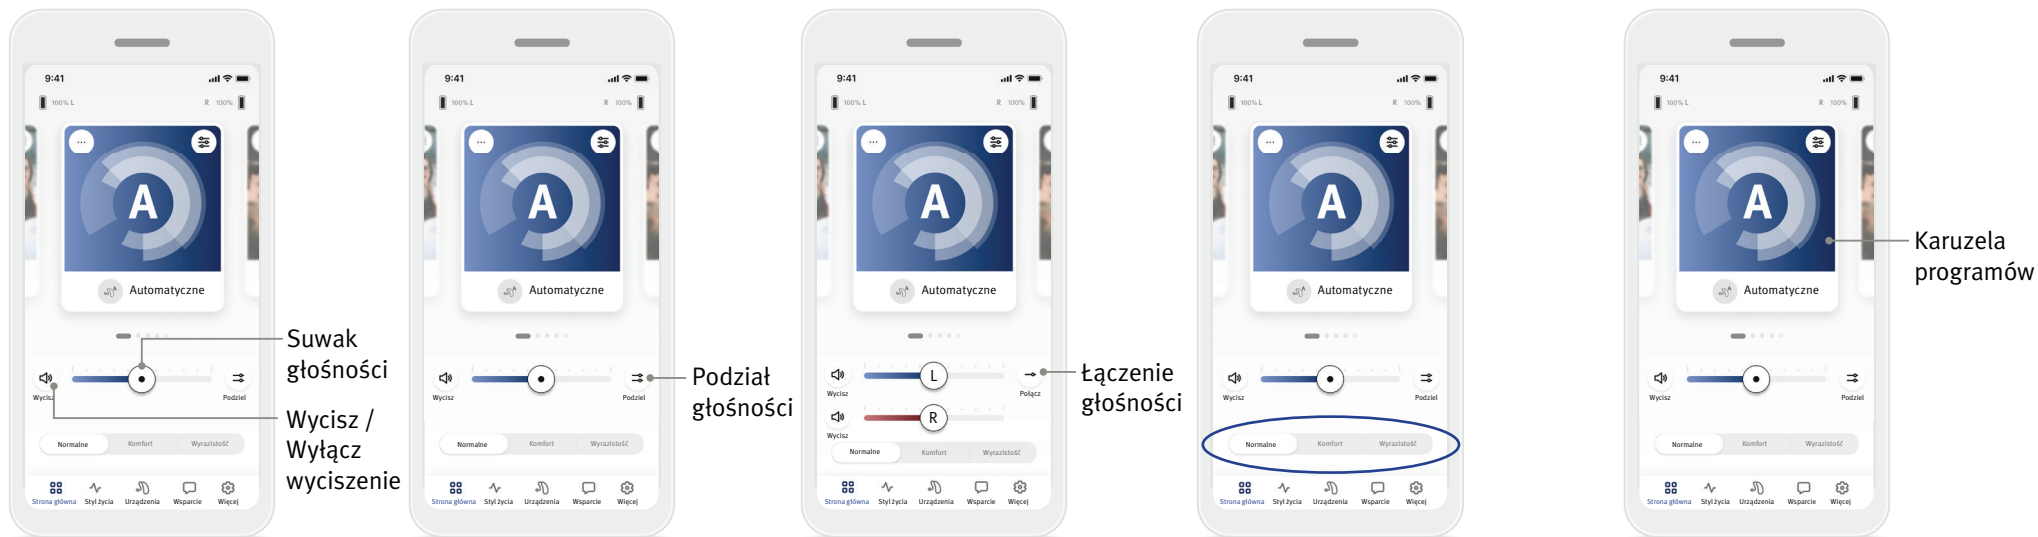 9:41
100% L
R 100%
...
A
Automatyczne
Wycisz
Podziel
Normalne Komfort Wyrazistość
Strona główna Styl życia Urządzenia Wsparcie Więcej
Suwak
głośności
Wycisz /
Wyłącz
wyciszenie
9:41
100% L
R 100%
...
A
Automatyczne
Wycisz
Podziel
Normalne Komfort Wyrazistość
Strona główna Styl życia Urządzenia Wsparcie Więcej
Podział
głośności
9:41
100% L
R 100%
...
A
Automatyczne
L
Wycisz
Połącz
R
Wycisz
Normalne Komfort Wyrazistość
Strona główna Styl życia Urządzenia Wsparcie Więcej
Łączenie
głośności
9:41
100% L
R 100%
...
A
Automatyczne
Wycisz
Podziel
Normalne Komfort Wyrazistość
Strona główna Styl życia Urządzenia Wsparcie Więcej
9:41
100% L
R 100%
...
A
Automatyczne
Wycisz
Podziel
Normalne Komfort Wyrazistość
Strona główna Styl życia Urządzenia Wsparcie Więcej
Karuzela
programów